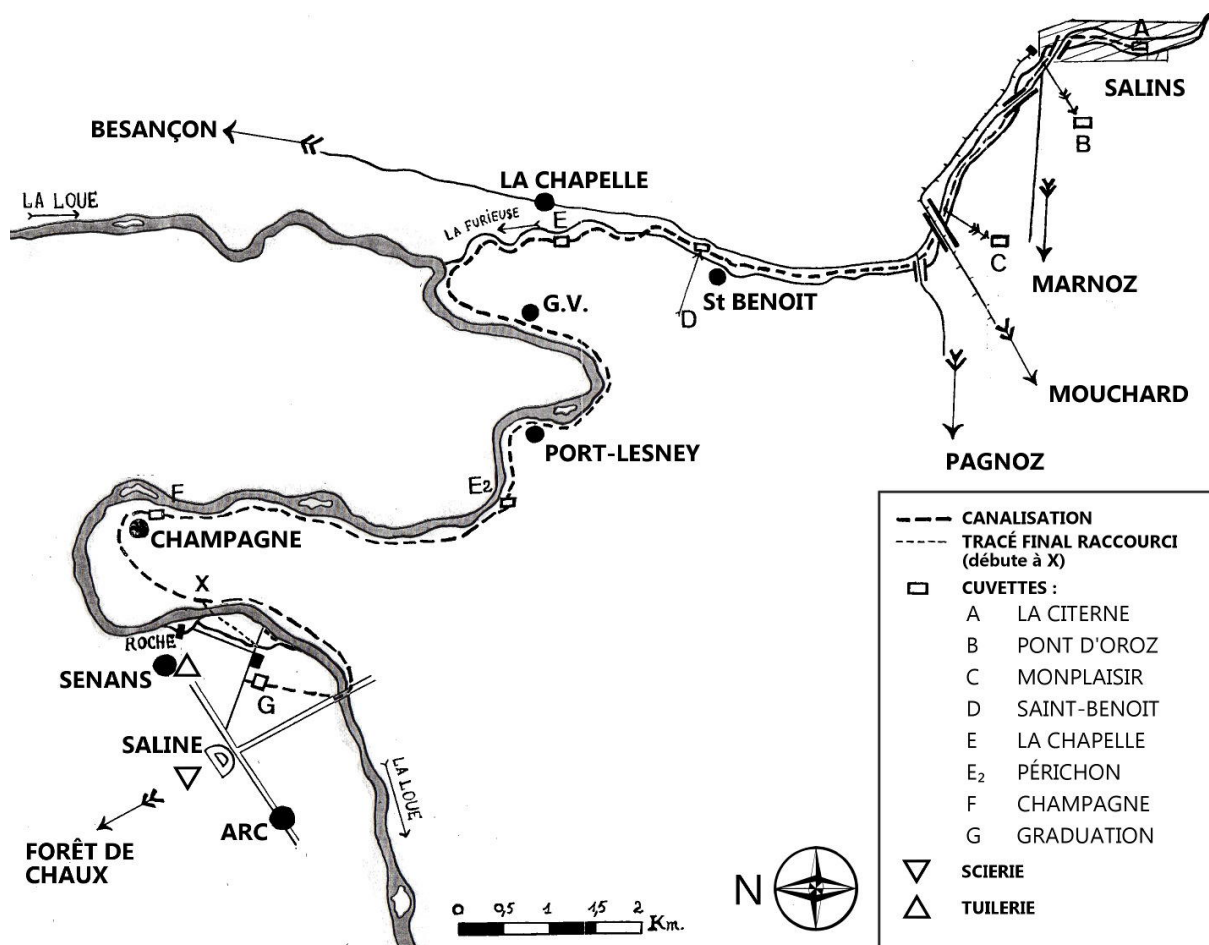 A
SALINS
B
BESANÇON
LA CHAPELLE
LA LOUE
LA FURIEUSE
E
C
MARNOZ
G.V.
D
St BENOIT
MOUCHARD
PORT-LESNEY
PAGNOZ
E2
F
CHAMPAGNE
X
ROCHE
SENANS
G
SALINE
LA LOUE
ARC
FORÊT DE
CHAUX
0 0,5 1 1,5 2
Km.
N
CANALISATION
TRACÉ FINAL RACCOURCI
(débute à X)
CUVETTES :
A LA CITERNE
B PONT D'OROZ
C MONPLAISIR
D SAINT-BENOIT
E LA CHAPELLE
E₂ PÉRICHON
F CHAMPAGNE
G GRADUATION
SCIERIE
TUILERIE